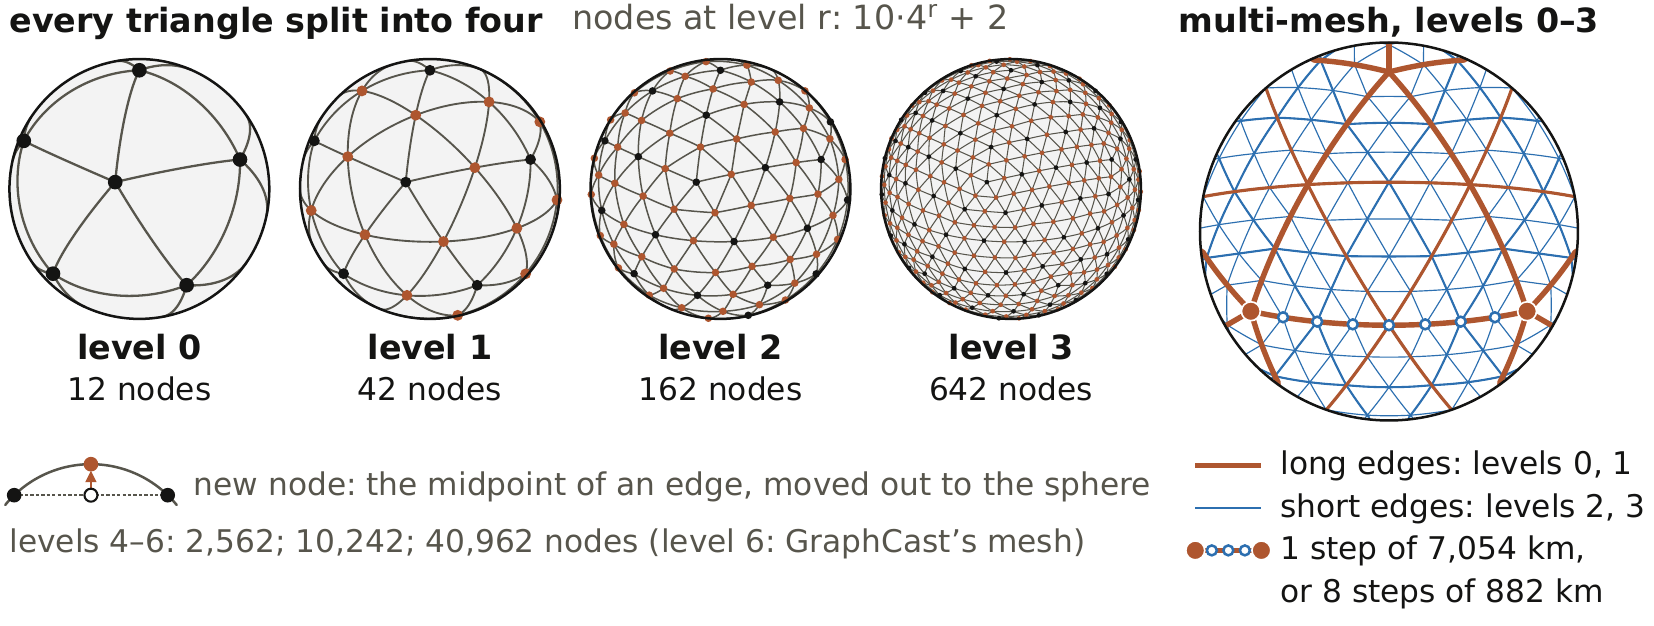 every triangle split into four
nodes at level r: 10·4ʳ + 2
multi-mesh, levels 0–3
level 0
12 nodes
level 1
42 nodes
level 2
162 nodes
level 3
642 nodes
new node: the midpoint of an edge, moved out to the sphere
levels 4–6: 2,562; 10,242; 40,962 nodes (level 6: GraphCast’s mesh)
long edges: levels 0, 1
short edges: levels 2, 3
1 step of 7,054 km,
or 8 steps of 882 km